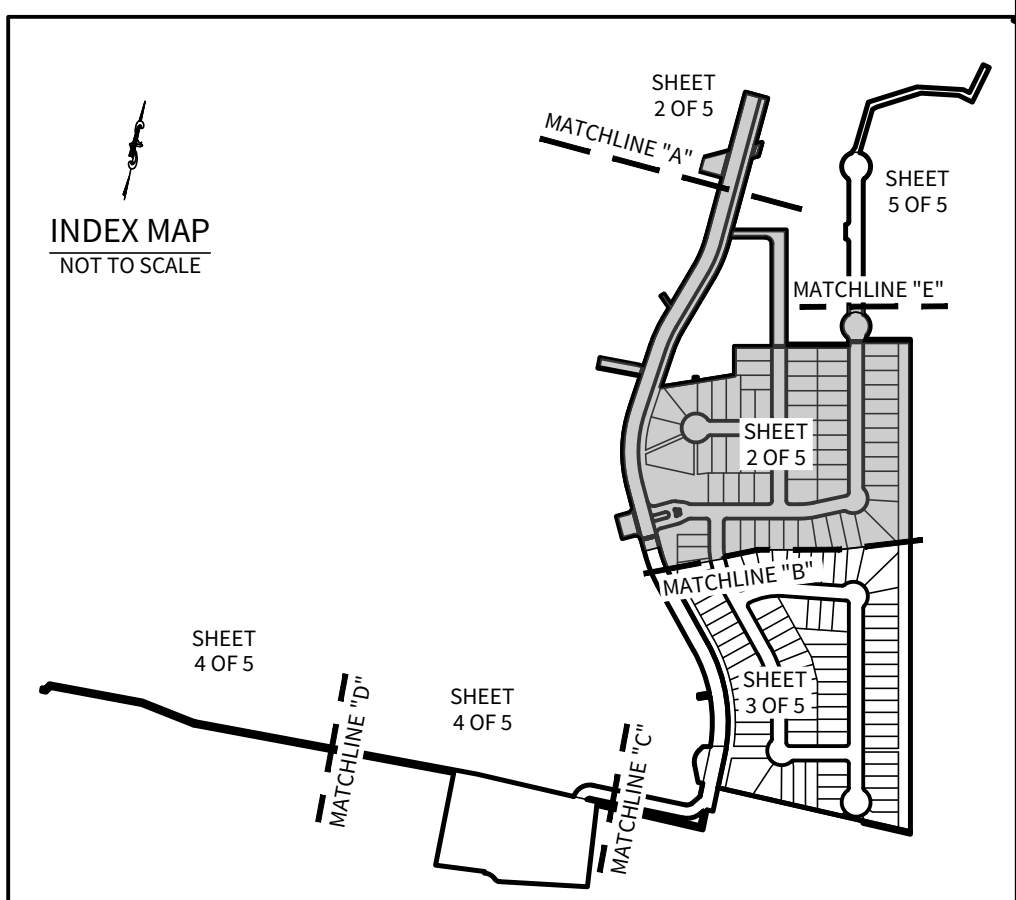 SHEET
2 OF 5
MATCHLINE "A"
SHEET
5 OF 5
INDEX MAP
NOT TO SCALE
MATCHLINE "E"
SHEET
2 OF 5
MATCHLINE "B"
SHEET
4 OF 5
SHEET
4 OF 5
SHEET
3 OF 5
MATCHLINE "D"
MATCHLINE "C"